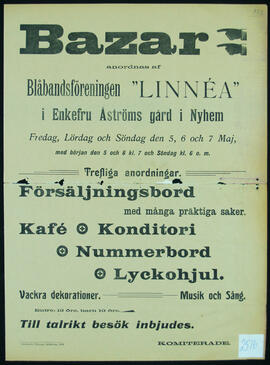 Bazar
anordnas af
Blåbandsföreningen "LINNÉA"
i Enkefru Åströms gård i Nyhem
Fredag, Lördag och Söndag den 5, 6 och 7 Maj,
med början den 5 och 6 kl. 7 och Söndag kl. 6 e. m.
Trefliga anordningar.
Försäljningsbord
med många präktiga saker.
Kafé Konditori
Nummerbord
Lyckohjul.
Vackra dekorationer. Musik och Sång.
Entré: 15 öre, barn 10 öre.
Till talrikt besök inbjudes.
KOMITERADE.